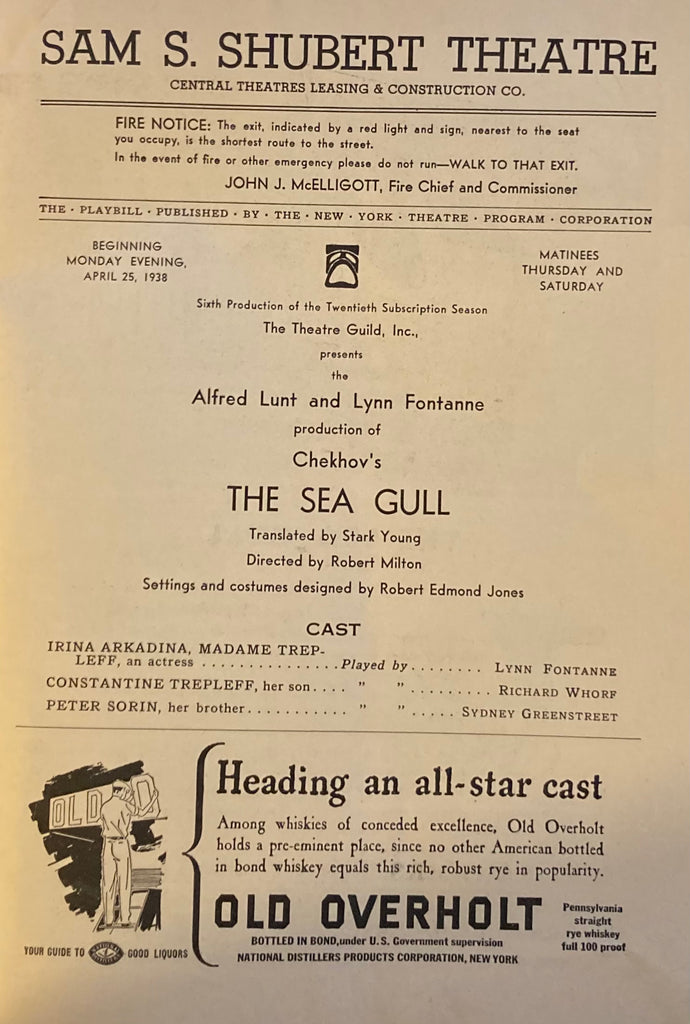 SAM S. SHUBERT THEATRE
CENTRAL THEATRES LEASING & CONSTRUCTION CO.
FIRE NOTICE: The exit, indicated by a red light and sign, nearest to the seat
you occupy, is the shortest route to the street.
In the event of fire or other emergency please do not run—WALK TO THAT EXIT.
JOHN J. McELLIGOTT, Fire Chief and Commissioner
THE · PLAYBILL · PUBLISHED · BY · THE · NEW · YORK · THEATRE · PROGRAM · CORPORATION
BEGINNING
MONDAY EVENING,
APRIL 25, 1938
MATINEES
THURSDAY AND
SATURDAY
Sixth Production of the Twentieth Subscription Season
The Theatre Guild, Inc.,
presents
the
Alfred Lunt and Lynn Fontanne
production of
Chekhov's
THE SEA GULL
Translated by Stark Young
Directed by Robert Milton
Settings and costumes designed by Robert Edmond Jones
CAST
IRINA ARKADINA, MADAME TREP-
LEFF, an actress ............... Played by ........ LYNN FONTANNE
CONSTANTINE TREPLEFF, her son.... " " ......... RICHARD WHORF
PETER SORIN, her brother........... " " ..... SYDNEY GREENSTREET
OLD O
Heading an all-star cast
Among whiskies of conceded excellence, Old Overholt
holds a pre-eminent place, since no other American bottled
in bond whiskey equals this rich, robust rye in popularity.
OLD OVERHOLT
BOTTLED IN BOND, under U. S. Government supervision
NATIONAL DISTILLERS PRODUCTS CORPORATION, NEW YORK
Pennsylvania
straight
rye whiskey
full 100 proof
YOUR GUIDE TO GOOD LIQUORS